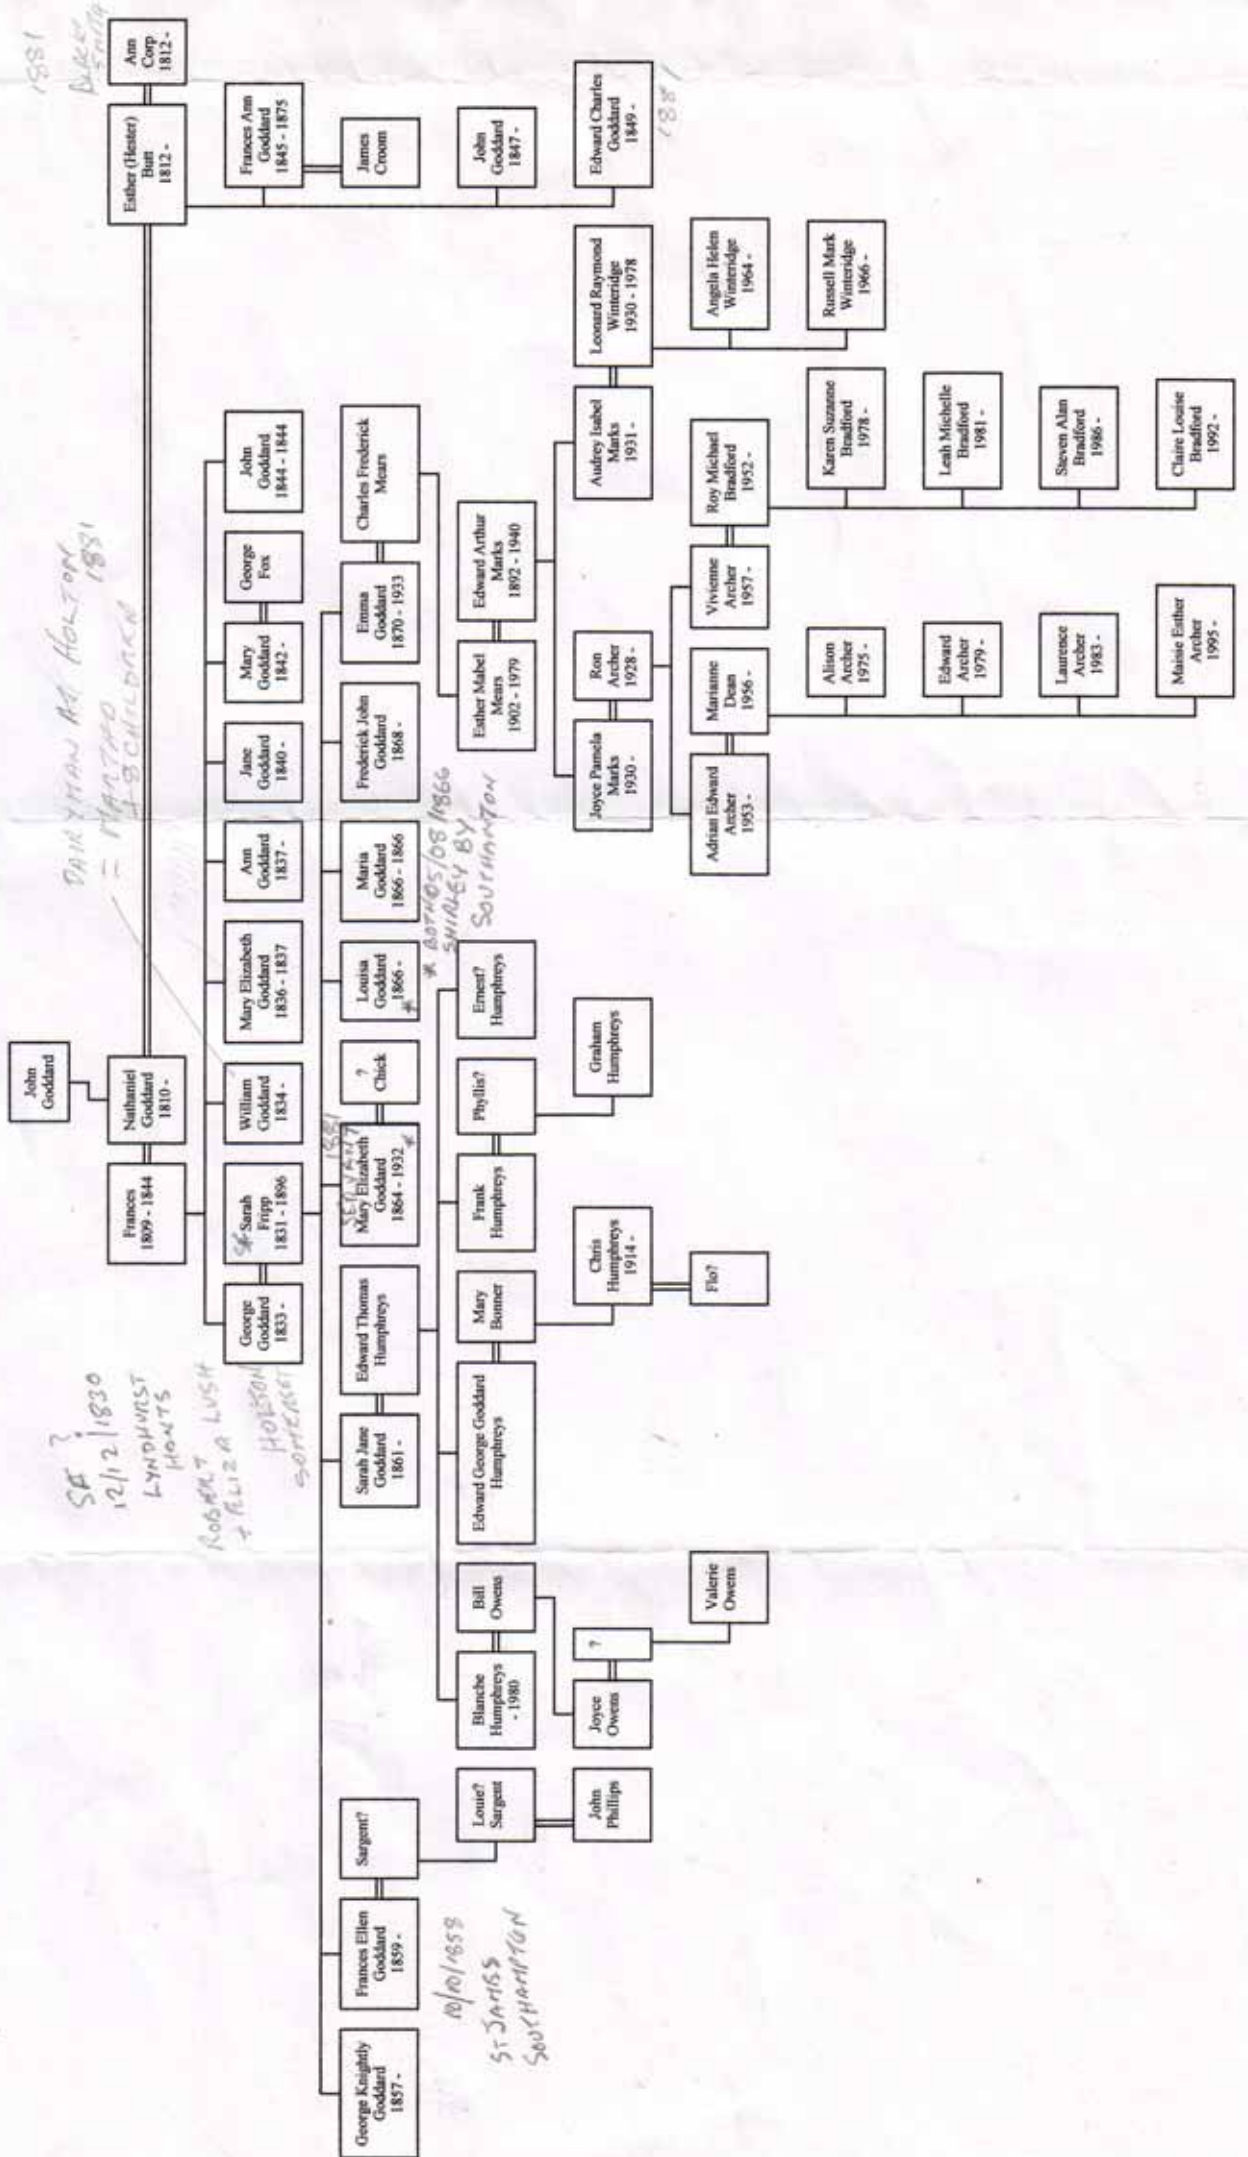 John
Goddard
Frances
1809 - 1844
Nathaniel
Goddard
1810 -
Esther (Hester)
Butt
1812 -
Ann
Corp
1812 -
1881
SE ?
12/12/1830
LYNDHURST
HANTS
DAIRYMAN AT HOLTON
1881
= MARTHA
+ 8 CHILDREN
ROBERT LUSH
+ ELIZA
HOLTON
SOMERSET
George
Goddard
1833 -
Sarah
Fripp
1831 - 1896
William
Goddard
1834 -
Mary Elizabeth
Goddard
1836 - 1837
Ann
Goddard
1837 -
Jane
Goddard
1840 -
Mary
Goddard
1842 -
George
Fox
John
Goddard
1844 - 1844
Frances Ann
Goddard
1845 - 1875
James
Croom
John
Goddard
1847 -
Edward Charles
Goddard
1849 -
1881
George Knightly
Goddard
1857 -
Frances Ellen
Goddard
1859 -
Sargent?
Sarah Jane
Goddard
1861 -
Edward Thomas
Humphreys
SERVANT
1881
Mary Elizabeth
Goddard
1864 - 1932
*
?
Chick
Louisa
Goddard
1866 -
*
Maria
Goddard
1866 - 1866
Frederick John
Goddard
1868 -
Emma
Goddard
1870 - 1933
Charles Frederick
Mears
10/10/1858
ST JAMES
SOUTHAMPTON
* BOTH 05/08/1866
SHIRLEY BY
SOUTHAMTON
Louie?
Sargent
John
Phillips
Blanche
Humphreys
- 1980
Bill
Owens
Edward George Goddard
Humphreys
Mary
Bonner
Frank
Humphreys
Phyllis?
Ernest?
Humphreys
Esther Mabel
Mears
1902 - 1979
Edward Arthur
Marks
1892 - 1940
Joyce
Owens
?
Chris
Humphreys
1914 -
Graham
Humphreys
Joyce Pamela
Marks
1930 -
Ron
Archer
1928 -
Audrey Isabel
Marks
1931 -
Leonard Raymond
Winteridge
1930 - 1978
Valerie
Owens
Flo?
Adrian Edward
Archer
1953 -
Marianne
Dean
1956 -
Vivienne
Archer
1957 -
Roy Michael
Bradford
1952 -
Angela Helen
Winteridge
1964 -
Alison
Archer
1975 -
Karen Suzanne
Bradford
1978 -
Russell Mark
Winteridge
1966 -
Edward
Archer
1979 -
Leah Michelle
Bradford
1981 -
Laurence
Archer
1983 -
Steven Alan
Bradford
1986 -
Maisie Esther
Archer
1995 -
Claire Louise
Bradford
1992 -